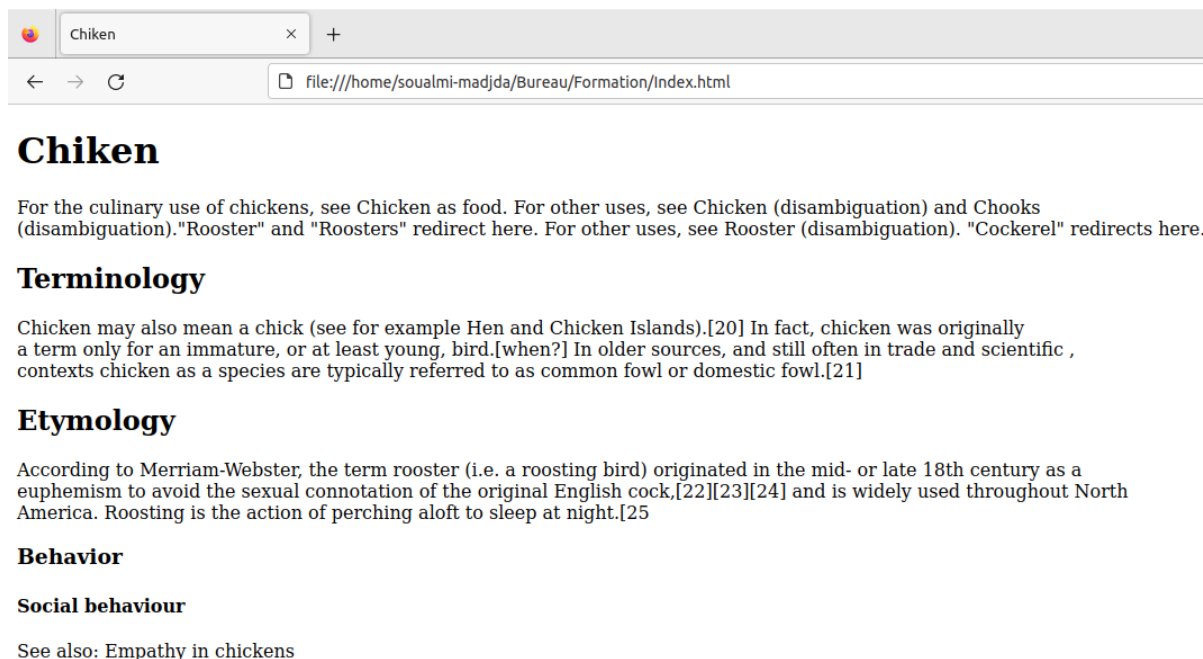 Chiken
file:///home/soualmi-madjda/Bureau/Formation/Index.html
Chiken
For the culinary use of chickens, see Chicken as food. For other uses, see Chicken (disambiguation) and Chooks
(disambiguation)."Rooster" and "Roosters" redirect here. For other uses, see Rooster (disambiguation). "Cockerel" redirects here.
Terminology
Chicken may also mean a chick (see for example Hen and Chicken Islands).[20] In fact, chicken was originally
a term only for an immature, or at least young, bird.[when?] In older sources, and still often in trade and scientific ,
contexts chicken as a species are typically referred to as common fowl or domestic fowl.[21]
Etymology
According to Merriam-Webster, the term rooster (i.e. a roosting bird) originated in the mid- or late 18th century as a
euphemism to avoid the sexual connotation of the original English cock,[22][23][24] and is widely used throughout North
America. Roosting is the action of perching aloft to sleep at night.[25
Behavior
Social behaviour
See also: Empathy in chickens